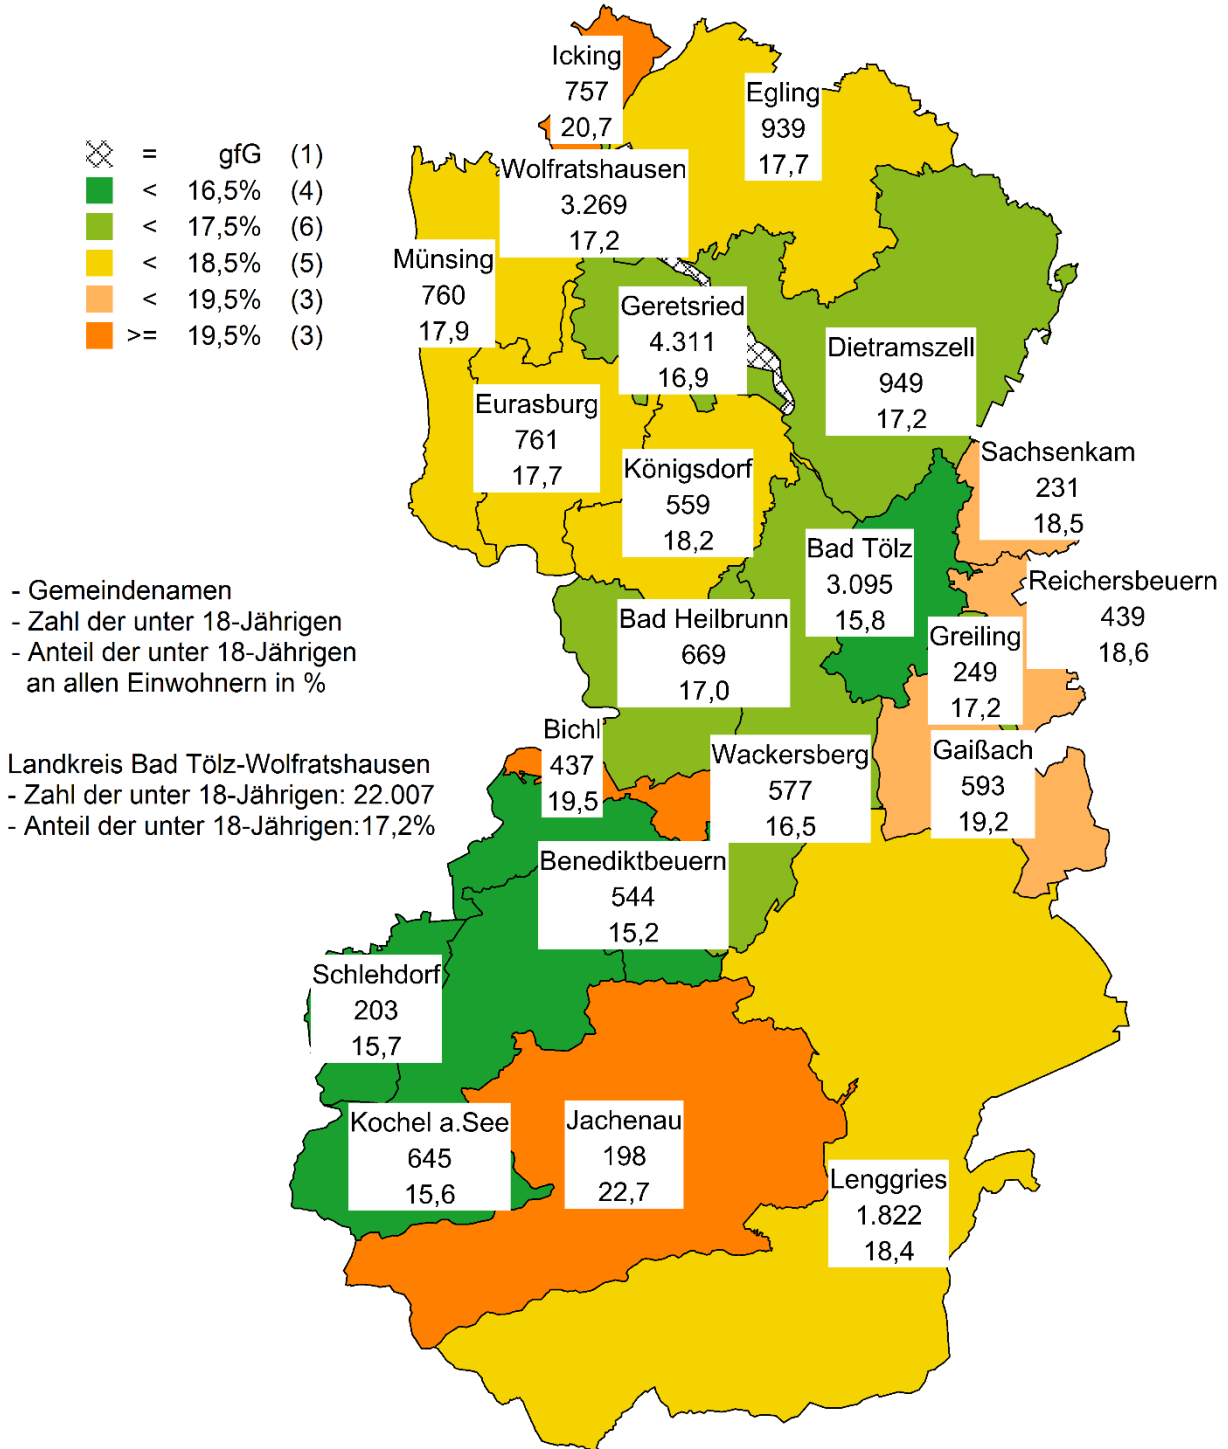 Icking
757
20,7
Egling
939
17,7
= gfG (1)
< 16,5% (4)
< 17,5% (6)
< 18,5% (5)
< 19,5% (3)
>= 19,5% (3)
Wolfratshausen
3.269
17,2
Münsing
760
17,9
Geretsried
4.311
16,9
Dietramszell
949
17,2
Eurasburg
761
17,7
Königsdorf
559
18,2
Sachsenkam
231
18,5
Bad Tölz
3.095
15,8
Reichersbeuern
439
18,6
- Gemeindenamen
- Zahl der unter 18-Jährigen
- Anteil der unter 18-Jährigen
an allen Einwohnern in %
Bad Heilbrunn
669
17,0
Greiling
249
17,2
Landkreis Bad Tölz-Wolfratshausen
- Zahl der unter 18-Jährigen: 22.007
- Anteil der unter 18-Jährigen:17,2%
Bichl
437
19,5
Wackersberg
577
16,5
Gaißach
593
19,2
Benediktbeuern
544
15,2
Schlehdorf
203
15,7
Kochel a.See
645
15,6
Jachenau
198
22,7
Lenggries
1.822
18,4